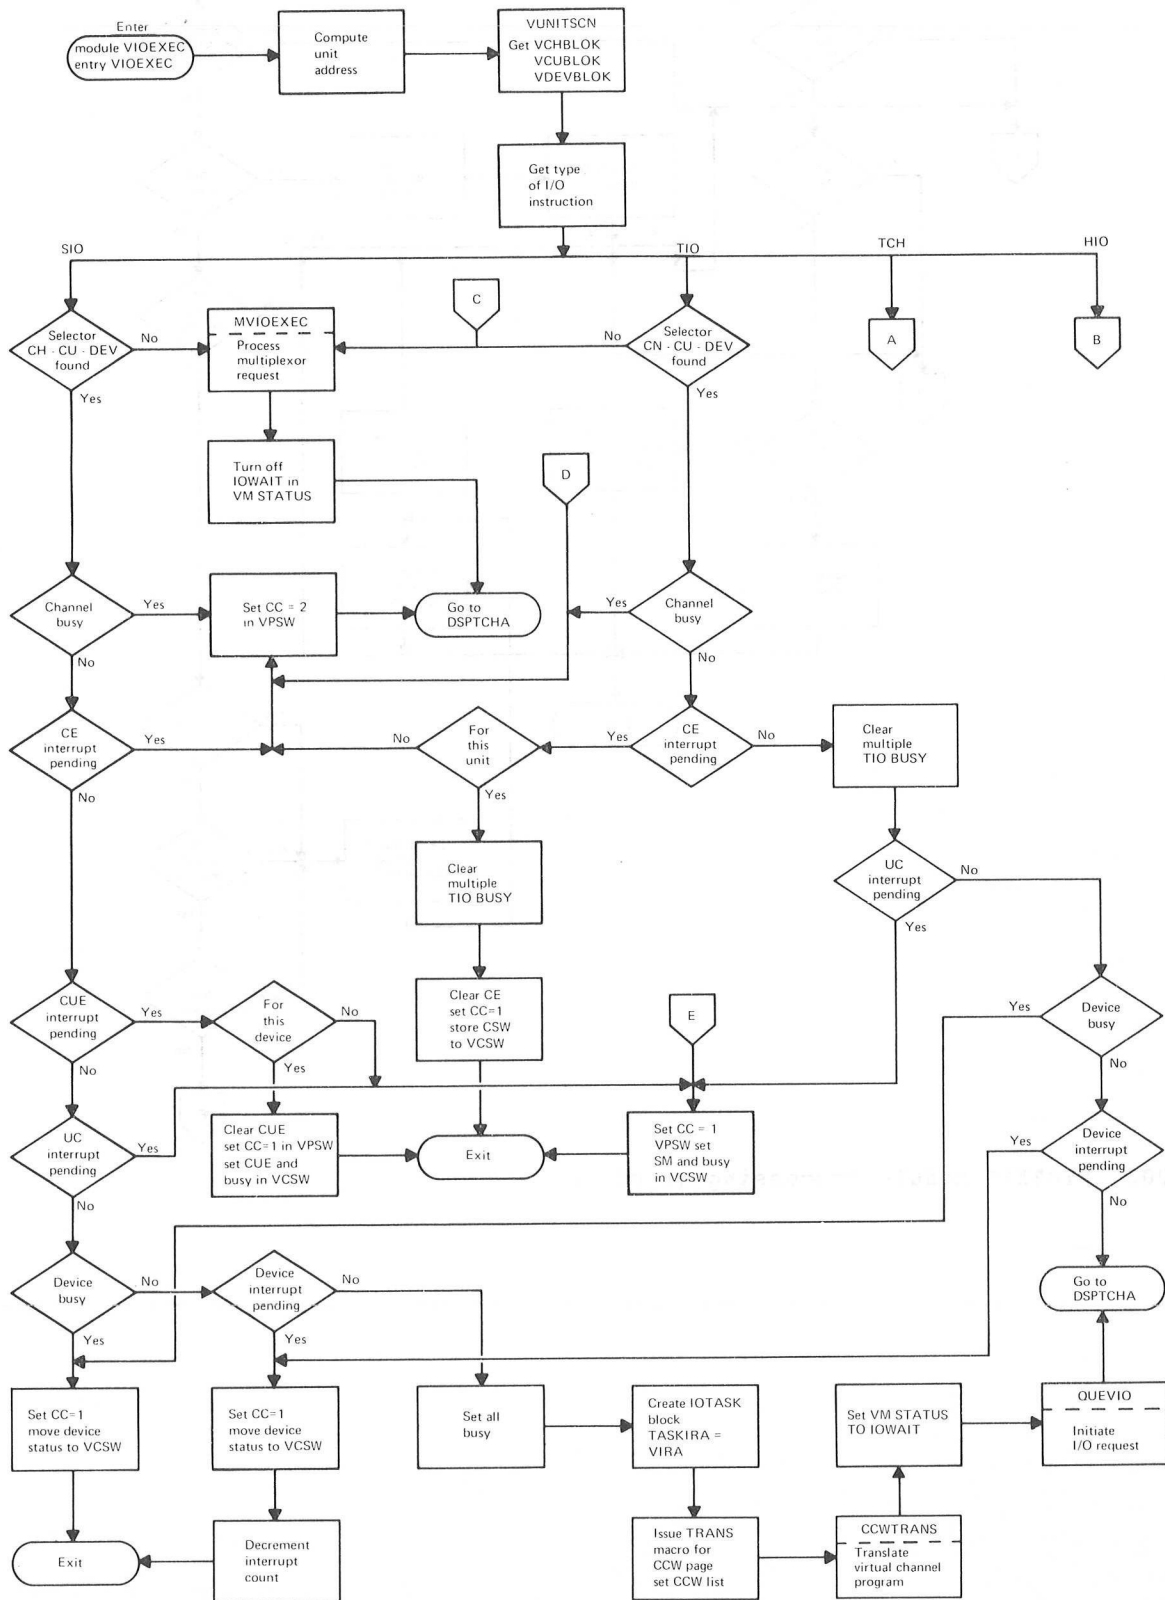 Enter
module VIOEXEC
entry VIOEXEC
Compute
unit
address
VUNITSCN
Get VCHBLOK
VCUBLOK
VDEVBLOK
Get type
of I/O
instruction
SIO
TIO
TCH
HIO
Selector
CH - CU - DEV
found
No
Yes
MVIOEXEC
Process
multiplexor
request
C
No
Selector
CN - CU - DEV
found
Yes
A
B
Turn off
IOWAIT in
VM STATUS
D
Channel
busy
Yes
No
Set CC = 2
in VPSW
Go to
DSPTCHA
Yes
Channel
busy
No
CE
interrupt
pending
Yes
No
No
For
this
unit
Yes
Yes
CE
interrupt
pending
No
Clear
multiple
TIO BUSY
Clear
multiple
TIO BUSY
UC
interrupt
pending
No
Yes
CUE
interrupt
pending
Yes
No
For
this
device
No
Yes
Clear CE
set CC=1
store CSW
to VCSW
E
Yes
Device
busy
No
UC
interrupt
pending
Yes
No
Clear CUE
set CC=1 in VPSW
set CUE and
busy in VCSW
Exit
Set CC = 1
VPSW set
SM and busy
in VCSW
Yes
Device
interrupt
pending
No
Device
busy
No
Yes
Device
interrupt
pending
No
Yes
Go to
DSPTCHA
Set CC=1
move device
status to VCSW
Set CC=1
move device
status to VCSW
Set all
busy
Create IOTASK
block
TASKIRA =
VIRA
Set VM STATUS
TO IOWAIT
QUEVIO
Initiate
I/O request
Exit
Decrement
interrupt
count
Issue TRANS
macro for
CCW page
set CCW list
CCWTRANS
Translate
virtual channel
program